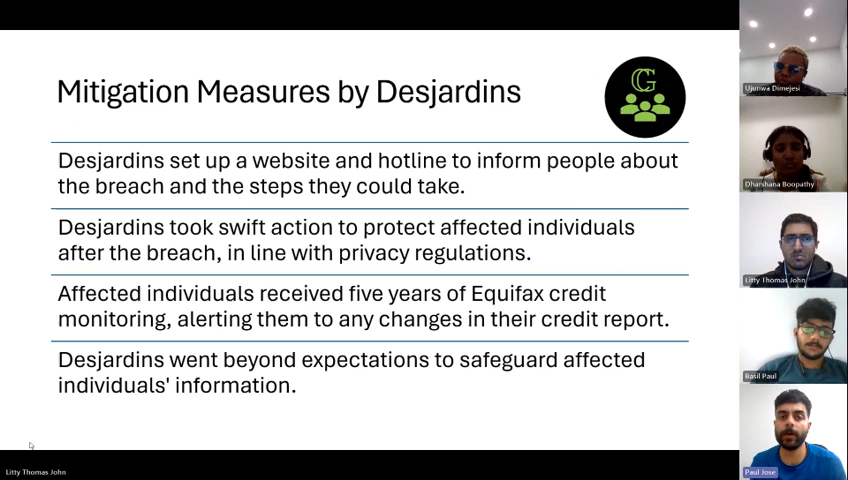 Mitigation Measures by Desjardins
Desjardins set up a website and hotline to inform people about
the breach and the steps they could take.
Desjardins took swift action to protect affected individuals
after the breach, in line with privacy regulations.
Affected individuals received five years of Equifax credit
monitoring, alerting them to any changes in their credit report.
Desjardins went beyond expectations to safeguard affected
individuals' information.
Litty Thomas John
Ujunwa Dimejesi
Dharshana Boopathy
Litty Thomas John
Basil Paul
Paul Jose